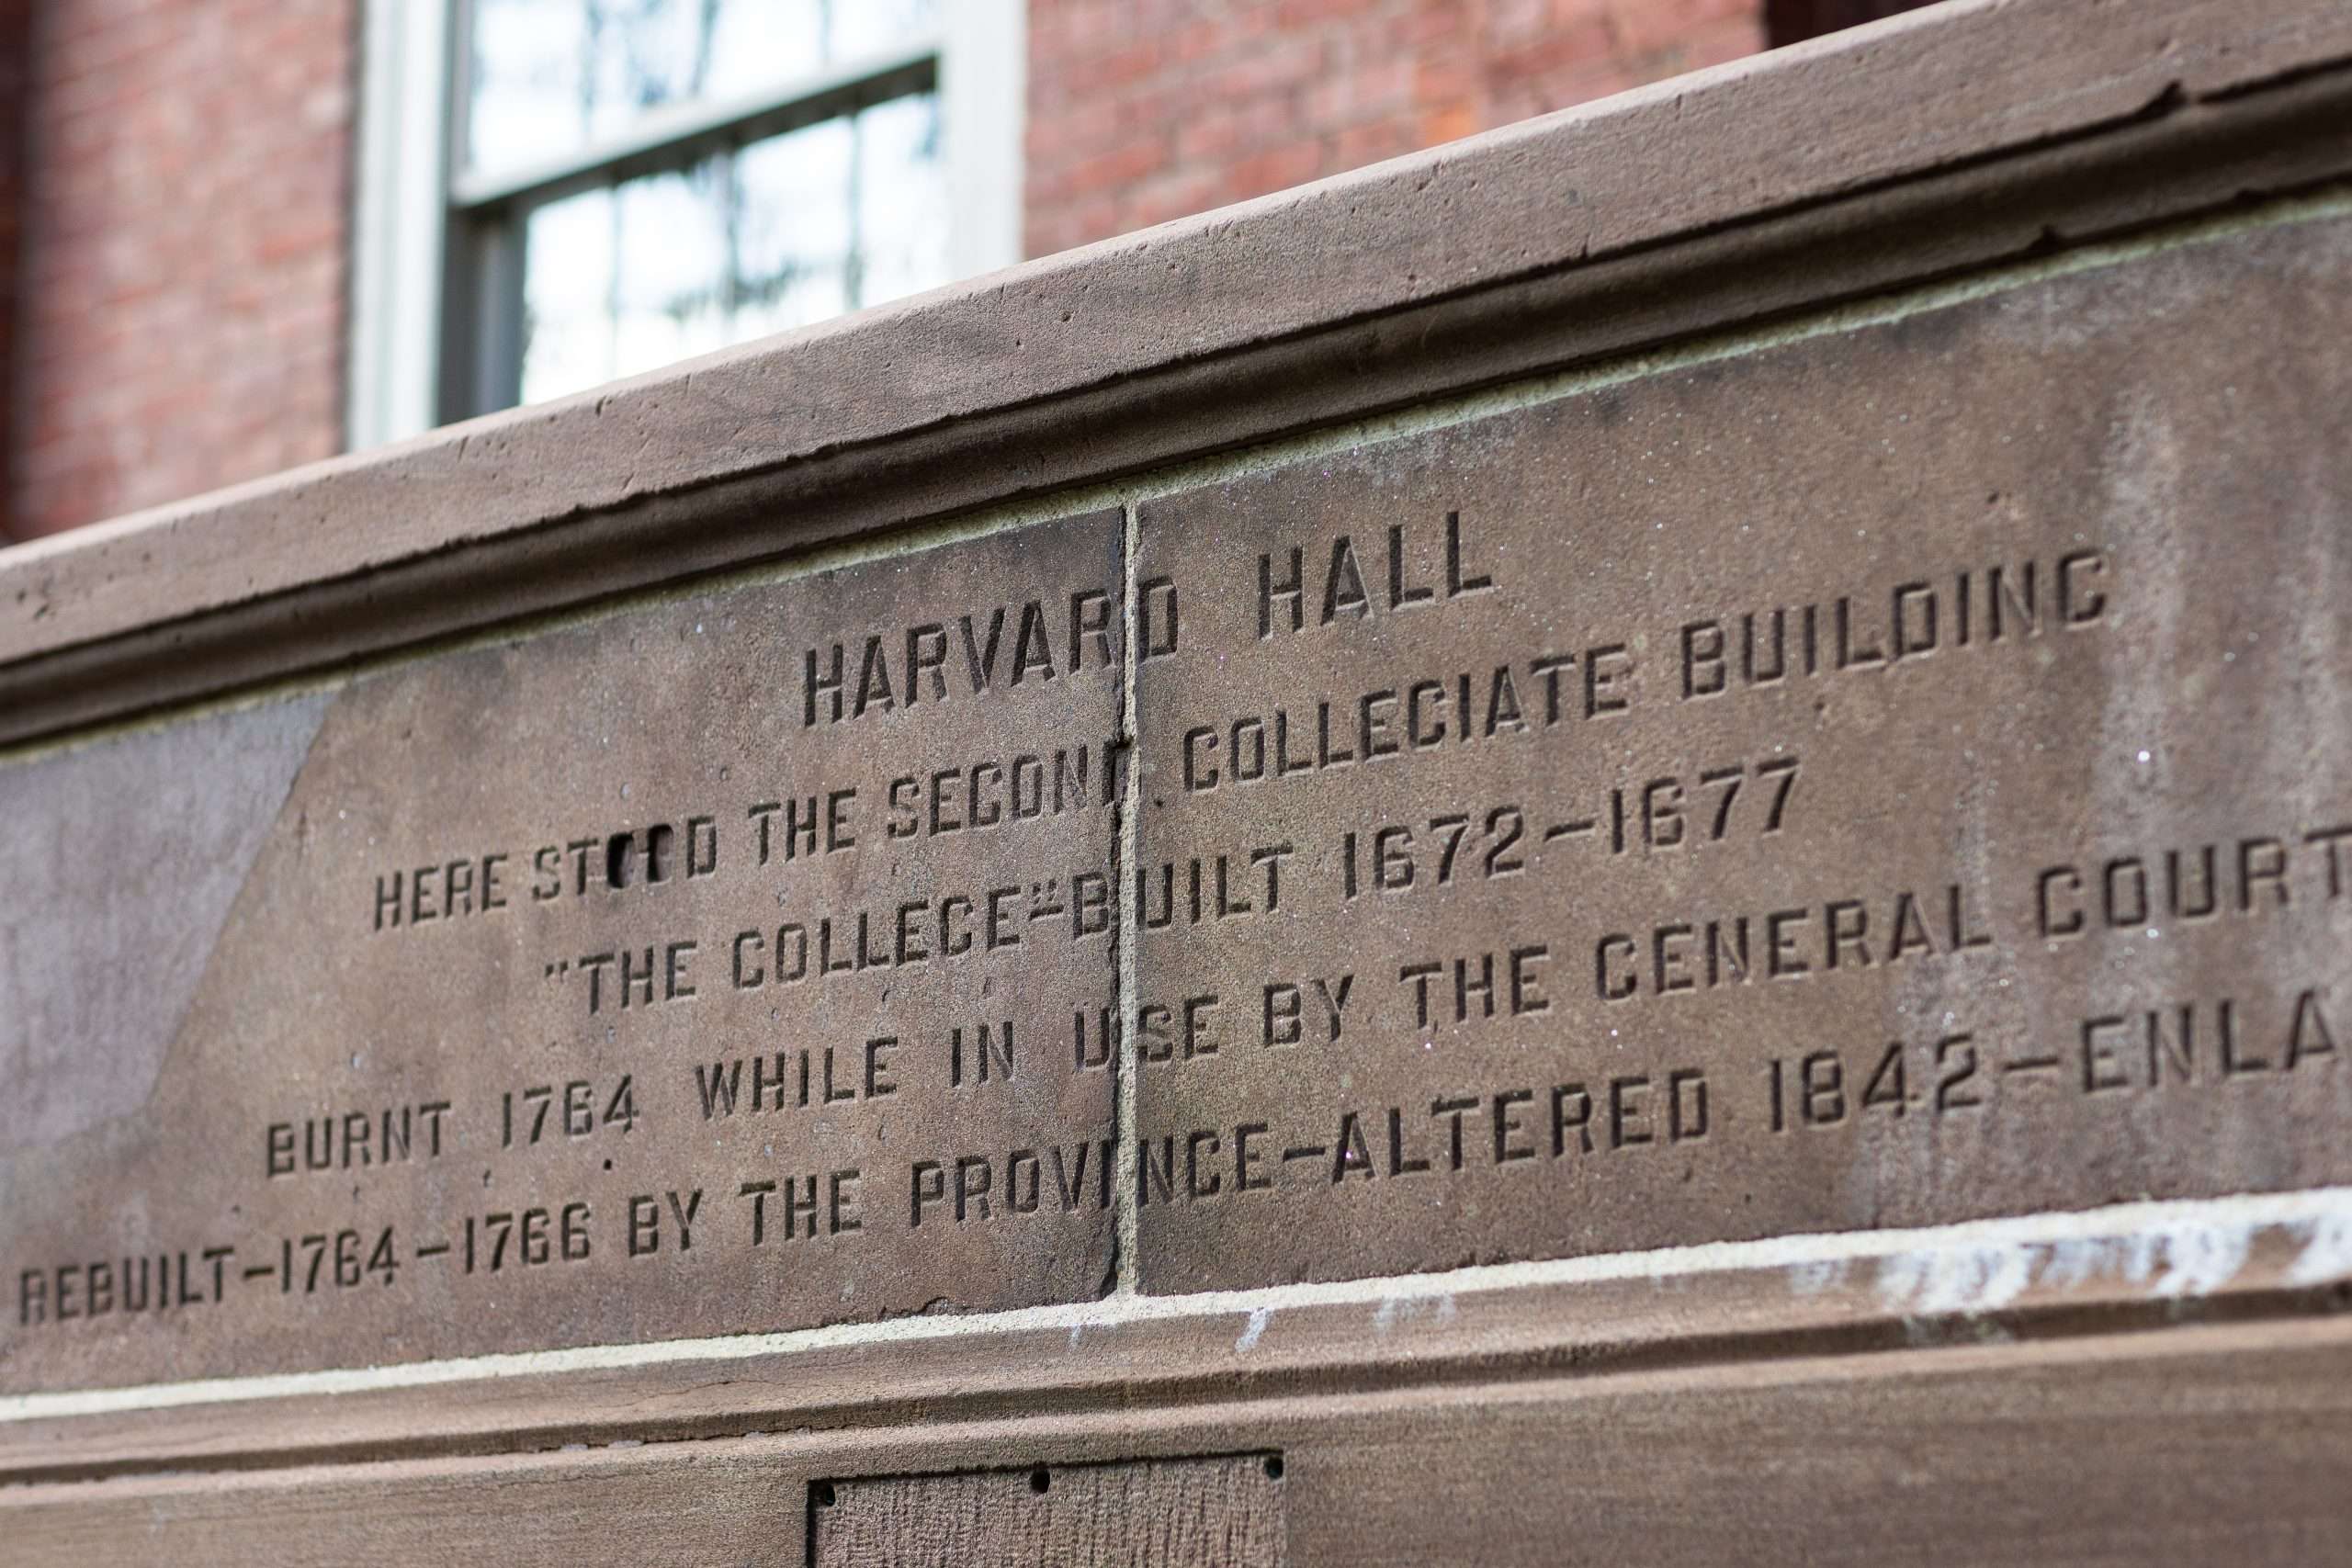 HARVARD HALL
HERE STOOD THE SECOND COLLEGIATE BUILDING
"THE COLLEGE" BUILT 1672–1677
BURNT 1764 WHILE IN USE BY THE GENERAL COURT
REBUILT–1764–1766 BY THE PROVINCE–ALTERED 1842–ENLA